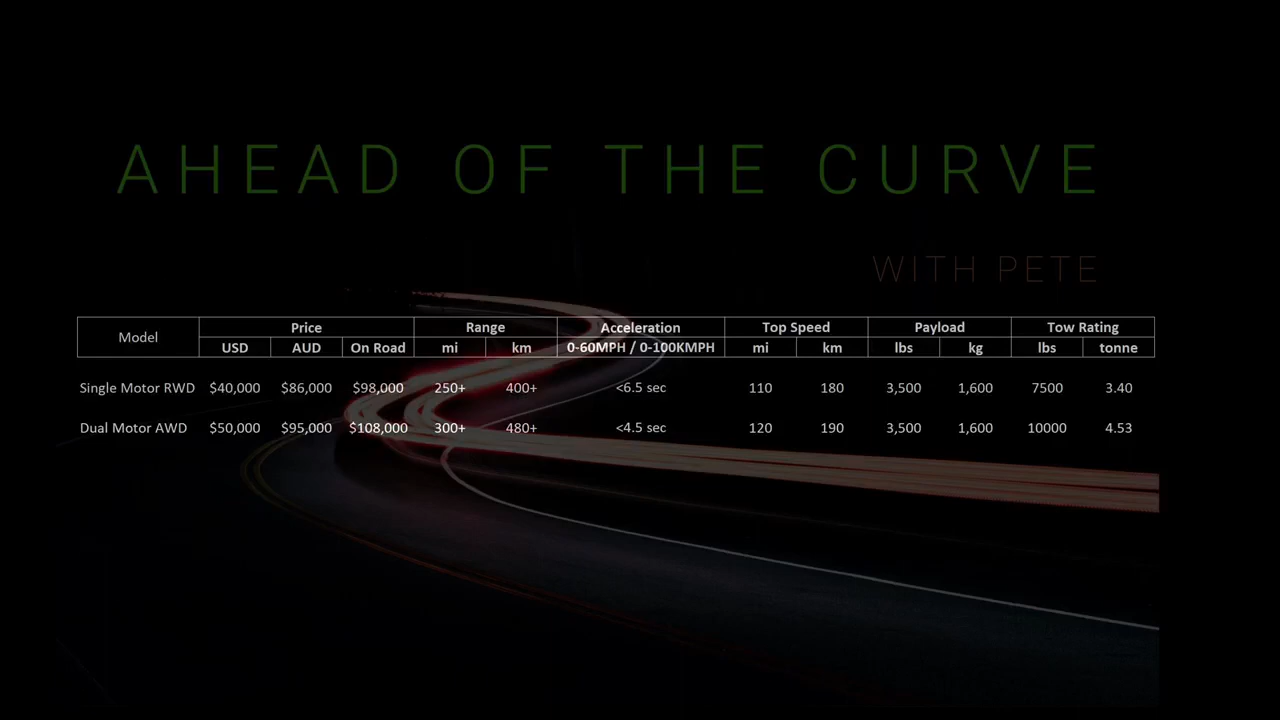 AHEAD OF THE CURVE
WITH PETE
Model Price Range Acceleration Top Speed Payload Tow Rating
USD AUD On Road mi km 0-60MPH / 0-100KMPH mi km lbs kg lbs tonne
Single Motor RWD $40,000 $86,000 $98,000 250+ 400+ <6.5 sec 110 180 3,500 1,600 7500 3.40
Dual Motor AWD $50,000 $95,000 $108,000 300+ 480+ <4.5 sec 120 190 3,500 1,600 10000 4.53